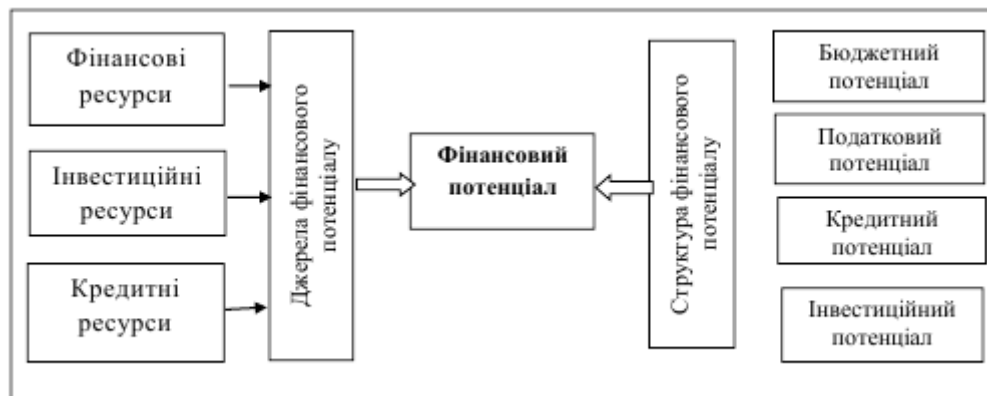 Фінансові
ресурси
Інвестиційні
ресурси
Кредитні
ресурси
Джерела фінансового
потенціалу
Фінансовий
потенціал
Структура фінансового
потенціалу
Бюджетний
потенціал
Податковий
потенціал
Кредитний
потенціал
Інвестиційний
потенціал